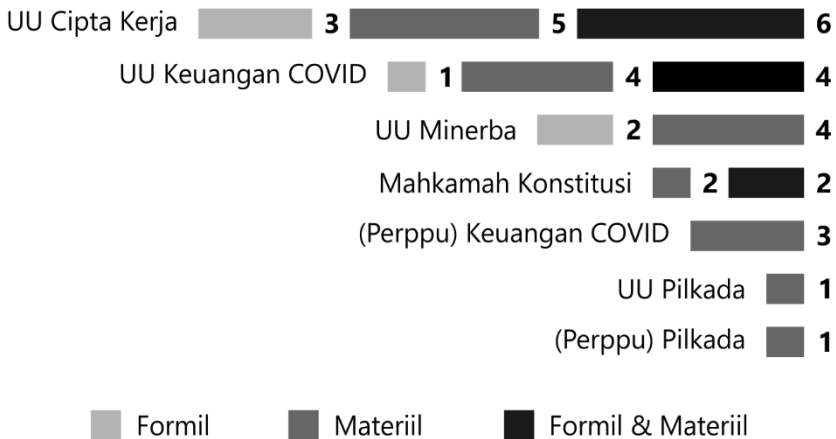 UU Cipta Kerja 3 5 6
UU Keuangan COVID 1 4 4
UU Minerba 2 4
Mahkamah Konstitusi 2 2
(Perppu) Keuangan COVID 3
UU Pilkada 1
(Perppu) Pilkada 1
Formil Materiil Formil & Materiil